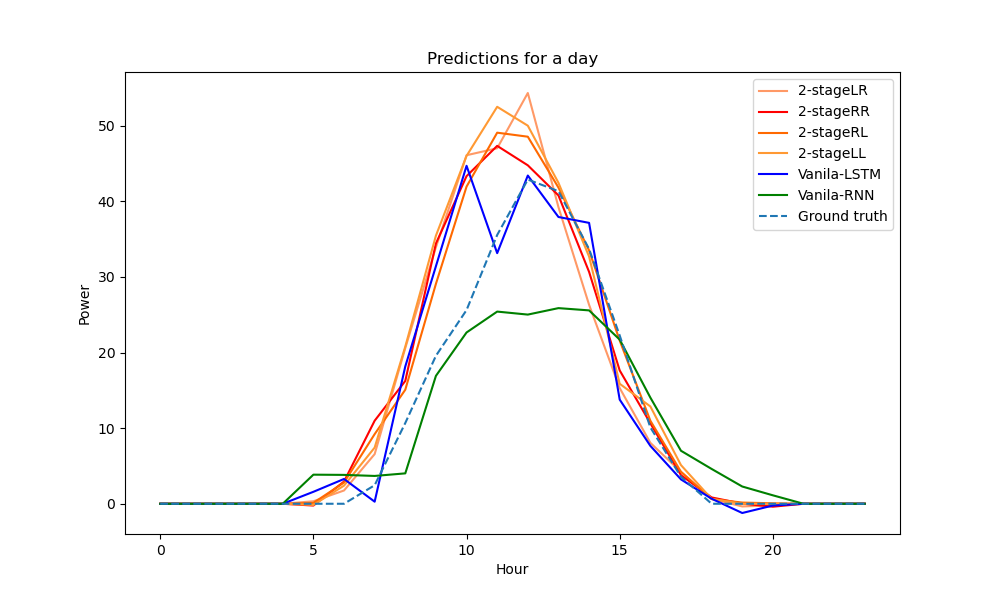 Predictions for a day
2-stageLR
2-stageRR
2-stageRL
2-stageLL
Vanila-LSTM
Vanila-RNN
Ground truth
Power
50
40
30
20
10
0
0 5 10 15 20
Hour